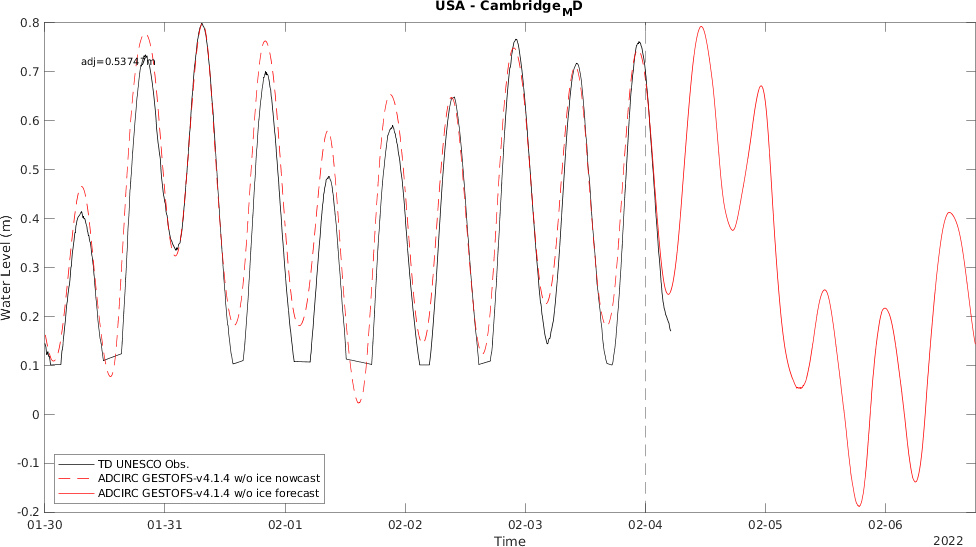 USA - Cambridge_MD
adj=0.53747m
0.8
0.7
0.6
0.5
0.4
0.3
0.2
0.1
0
-0.1
-0.2
Water Level (m)
TD UNESCO Obs.
ADCIRC GESTOFS-v4.1.4 w/o ice nowcast
ADCIRC GESTOFS-v4.1.4 w/o ice forecast
01-30 01-31 02-01 02-02 02-03 02-04 02-05 02-06
Time
2022